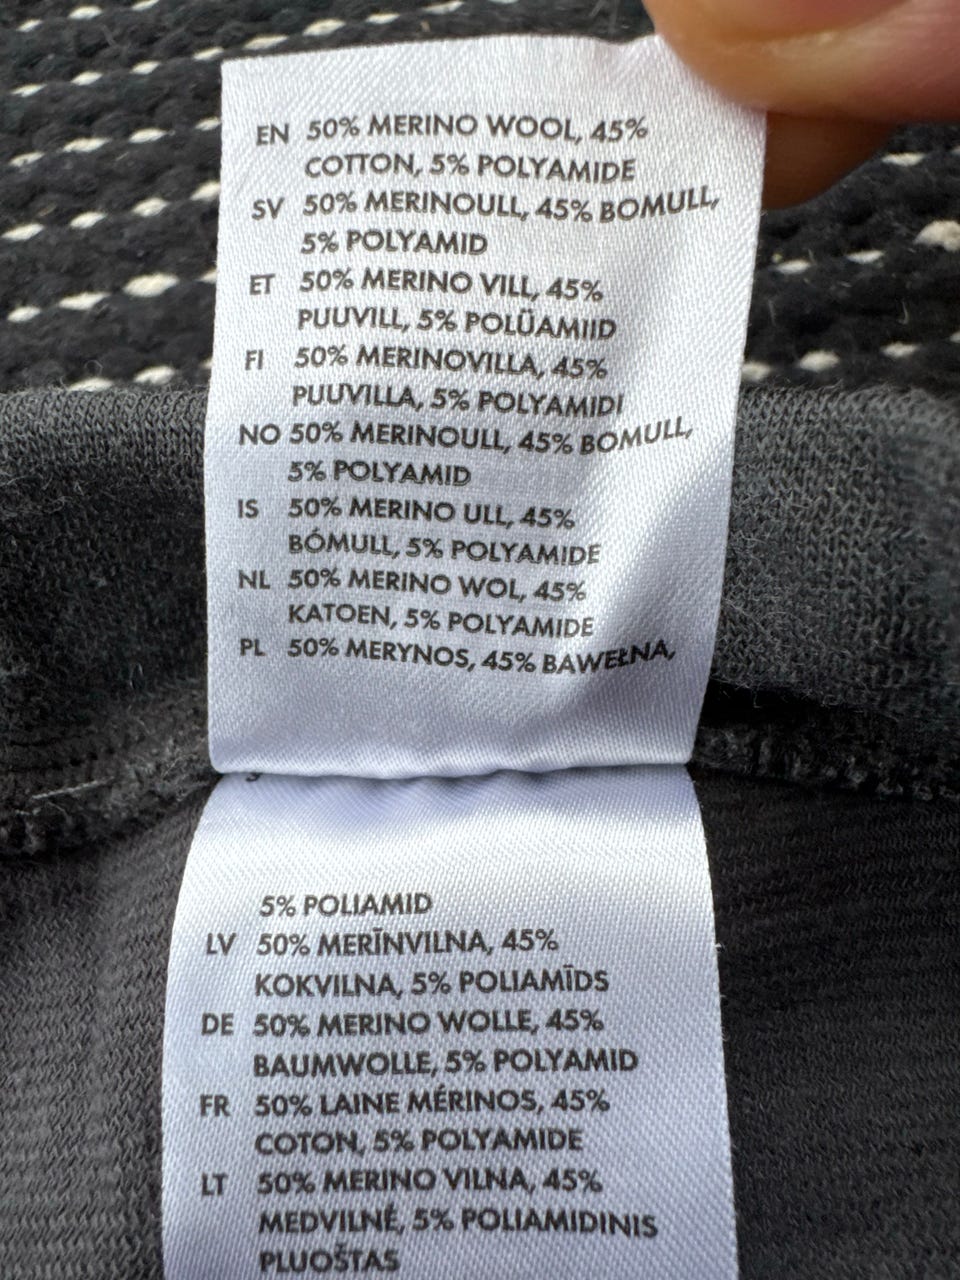 EN 50% MERINO WOOL, 45%
COTTON, 5% POLYAMIDE
SV 50% MERINOULL, 45% BOMULL,
5% POLYAMID
ET 50% MERINO VILL, 45%
PUUVILL, 5% POLÜAMIID
FI 50% MERINOVILLA, 45%
PUUVILLA, 5% POLYAMIDI
NO 50% MERINOULL, 45% BOMULL,
5% POLYAMID
IS 50% MERINO ULL, 45%
BÓMULL, 5% POLYAMIDE
NL 50% MERINO WOL, 45%
KATOEN, 5% POLYAMIDE
PL 50% MERYNOS, 45% BAWEŁNA,
5% POLIAMID
LV 50% MERĪNVILNA, 45%
KOKVILNA, 5% POLIAMĪDS
DE 50% MERINO WOLLE, 45%
BAUMWOLLE, 5% POLYAMID
FR 50% LAINE MÉRINOS, 45%
COTON, 5% POLYAMIDE
LT 50% MERINO VILNA, 45%
MEDVILNĖ, 5% POLIAMIDINIS
PLUOŠTAS